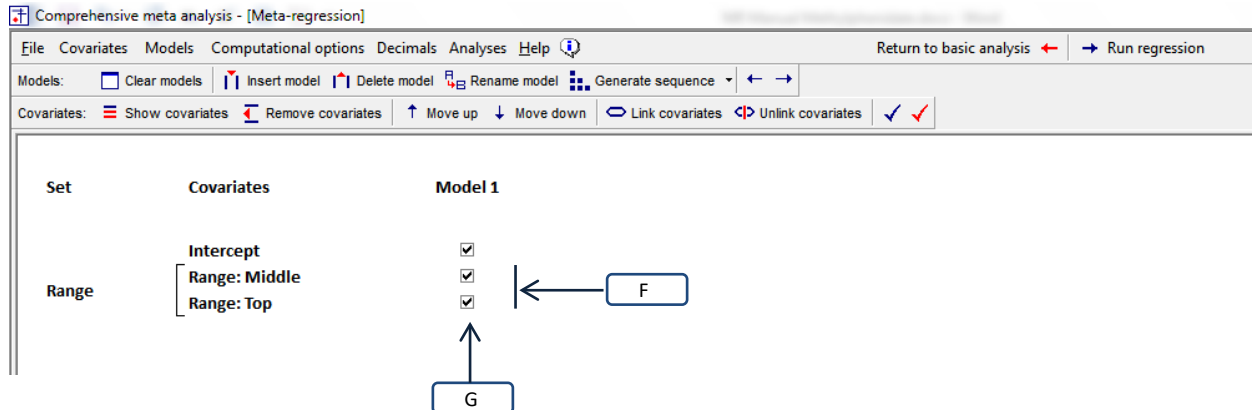 Comprehensive meta analysis - [Meta-regression]
File Covariates Models Computational options Decimals Analyses Help Return to basic analysis Run regression
Models: Clear models Insert model Delete model Rename model Generate sequence
Covariates: Show covariates Remove covariates Move up Move down Link covariates Unlink covariates
Set Covariates Model 1
Intercept
Range: Middle
Range
Range: Top
F
G